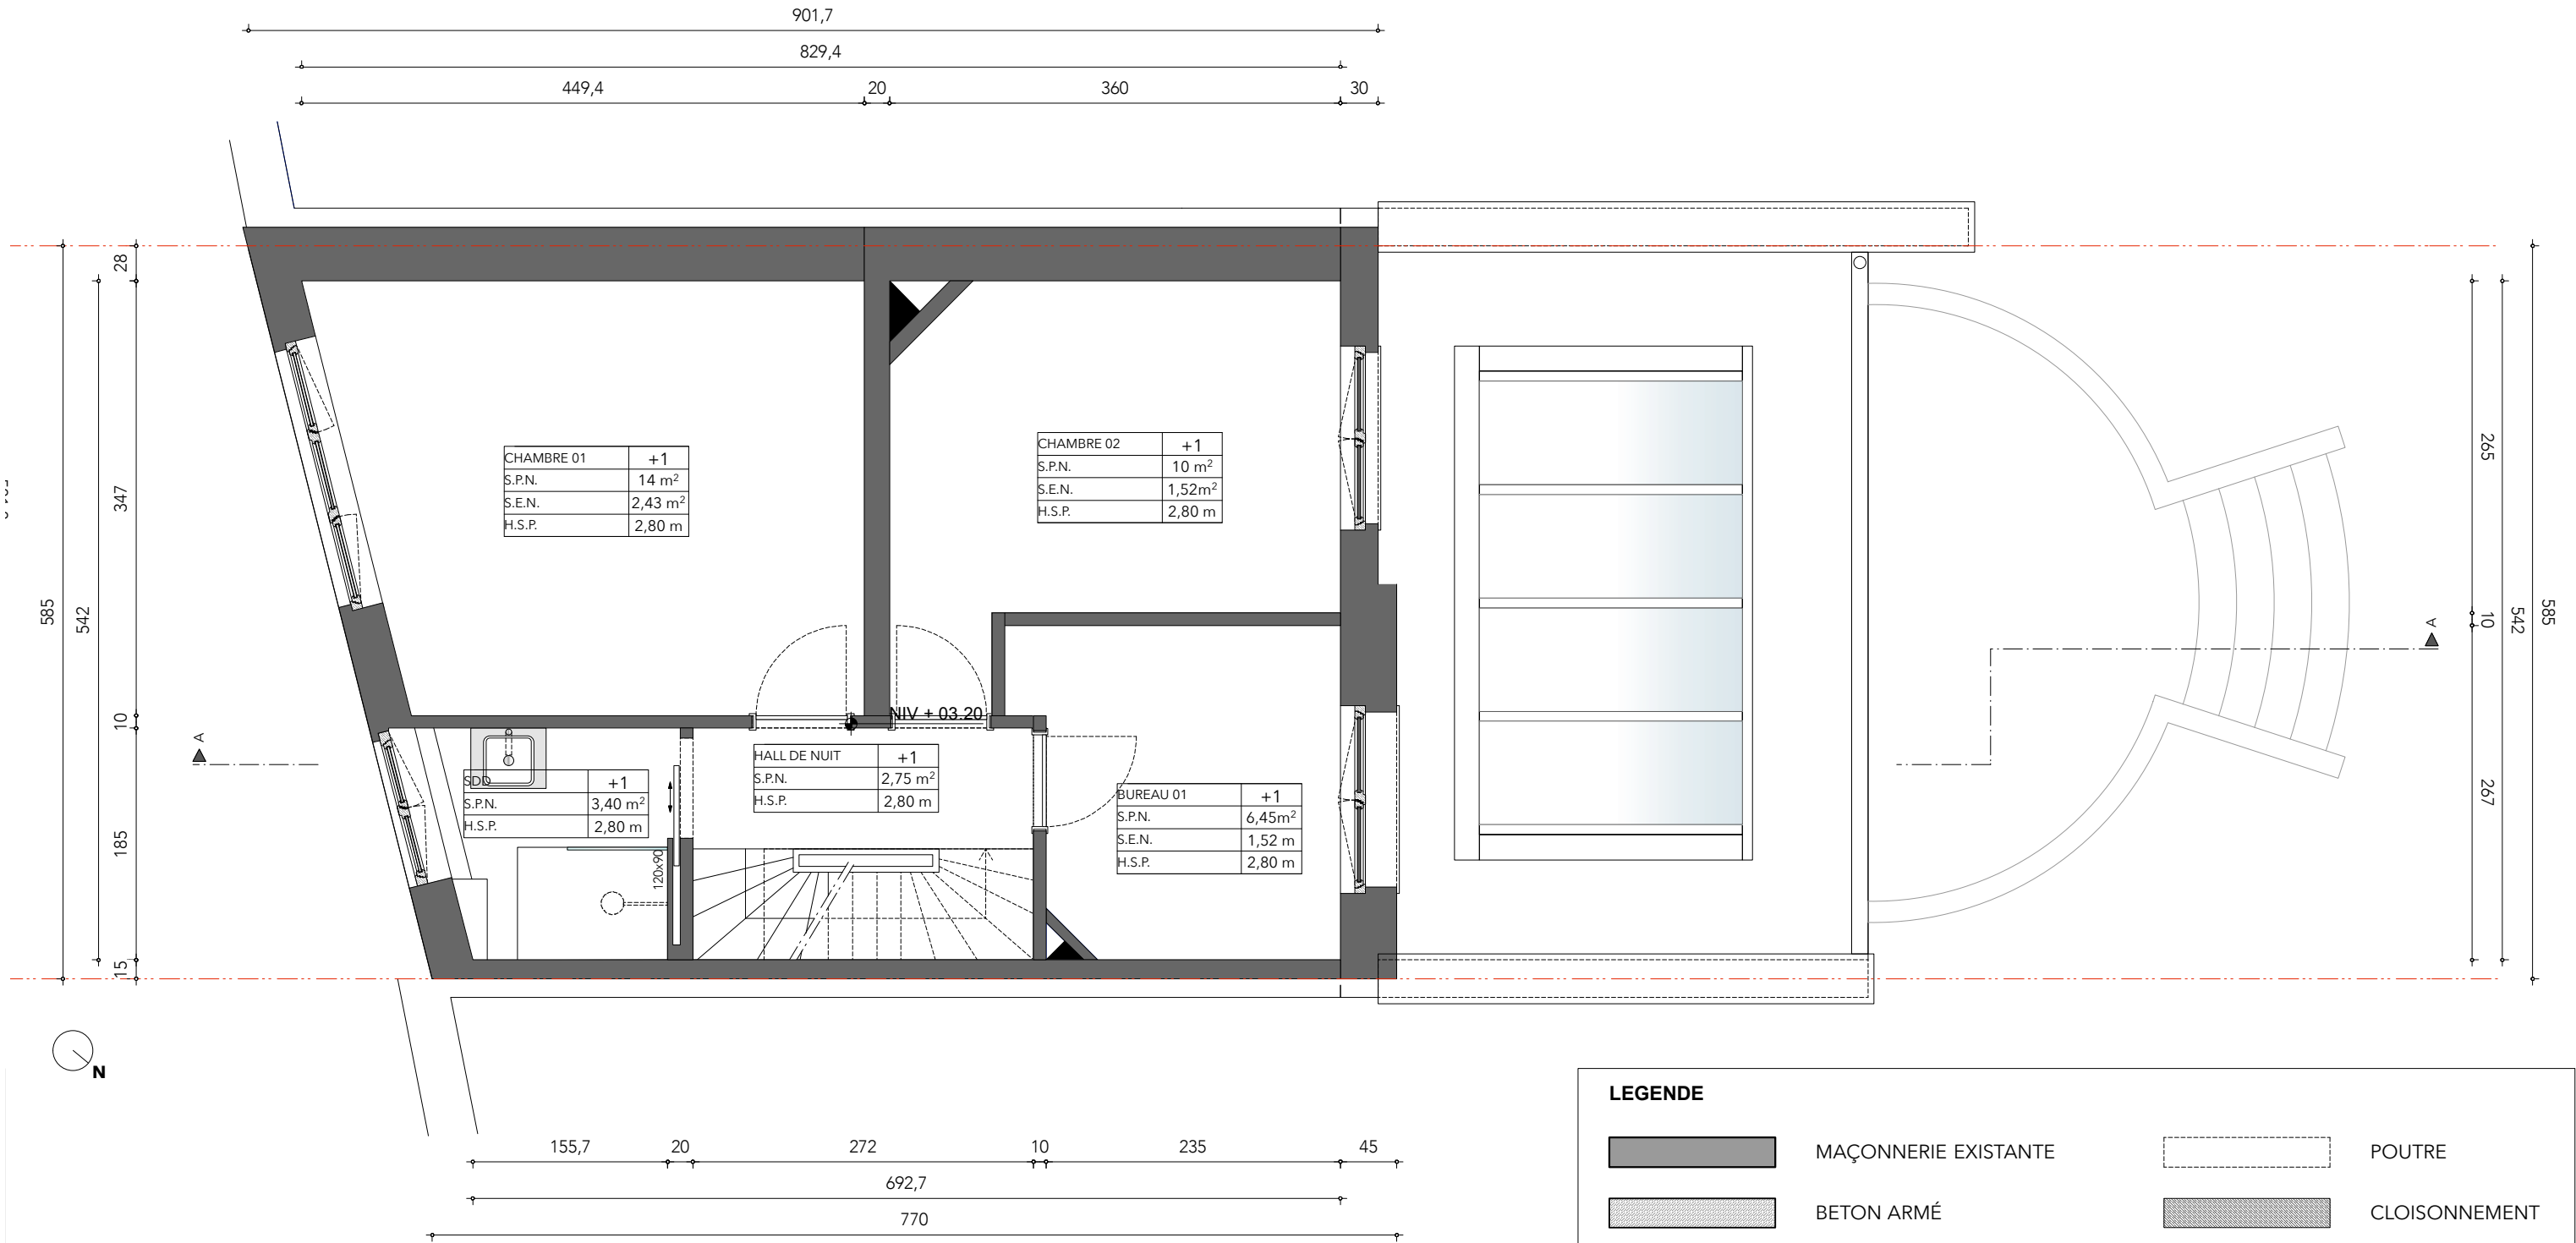 901,7
829,4
449,4
20
360
30
28
347
10
185
15
542
585
265
10
267
542
585
CHAMBRE 01 +1
S.P.N. 14 m²
S.E.N. 2,43 m²
H.S.P. 2,80 m
CHAMBRE 02 +1
S.P.N. 10 m²
S.E.N. 1,52m²
H.S.P. 2,80 m
NIV + 03.20
A
A
SDD +1
S.P.N. 3,40 m²
H.S.P. 2,80 m
120x90
HALL DE NUIT +1
S.P.N. 2,75 m²
H.S.P. 2,80 m
BUREAU 01 +1
S.P.N. 6,45m²
S.E.N. 1,52 m
H.S.P. 2,80 m
N
155,7
20
272
10
235
45
692,7
770
LEGENDE
MAÇONNERIE EXISTANTE
POUTRE
BETON ARMÉ
CLOISONNEMENT